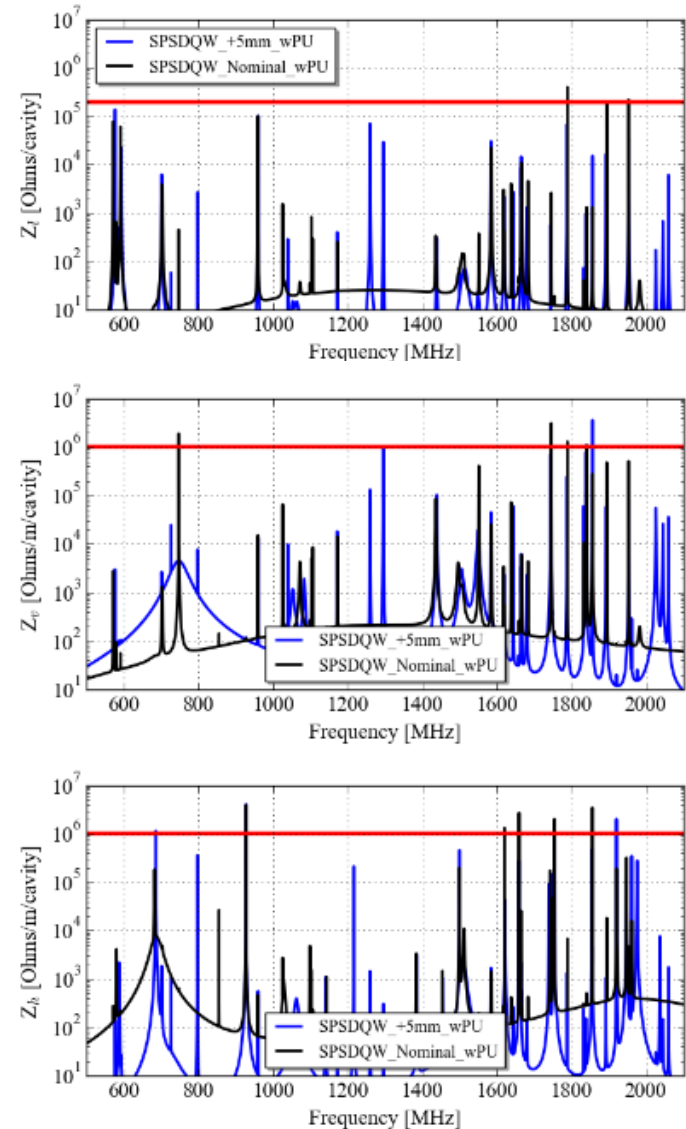 10^7
10^6
10^5
10^4
10^3
10^2
10^1
Z_l [Ohms/cavity]
SPSDQW_+5mm_wPU
SPSDQW_Nominal_wPU
600 800 1000 1200 1400 1600 1800 2000
Frequency [MHz]
10^7
10^6
10^5
10^4
10^3
10^2
10^1
Z_v [Ohms/m/cavity]
SPSDQW_+5mm_wPU
SPSDQW_Nominal_wPU
600 800 1000 1200 1400 1600 1800 2000
Frequency [MHz]
10^7
10^6
10^5
10^4
10^3
10^2
10^1
Z_h [Ohms/m/cavity]
SPSDQW_+5mm_wPU
SPSDQW_Nominal_wPU
600 800 1000 1200 1400 1600 1800 2000
Frequency [MHz]